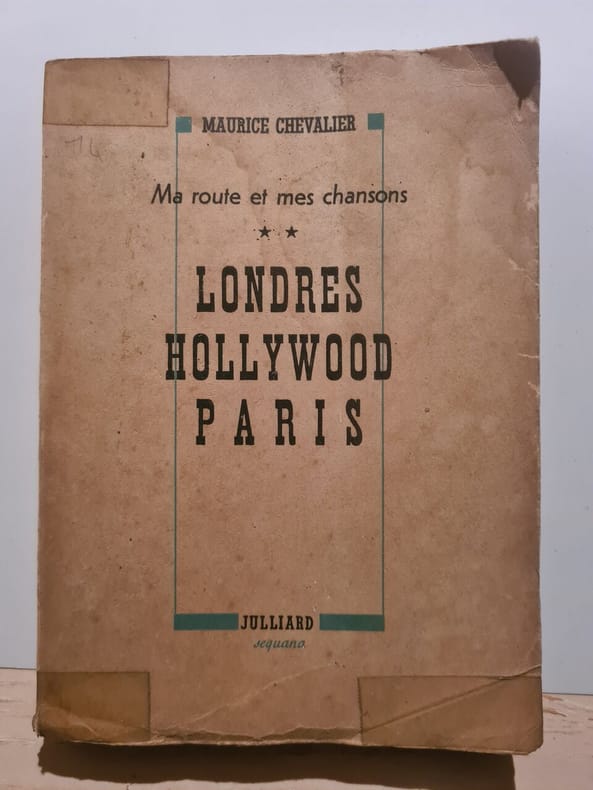 MAURICE CHEVALIER
Ma route et mes chansons
★ ★
LONDRES
HOLLYWOOD
PARIS
JULLIARD
sequana